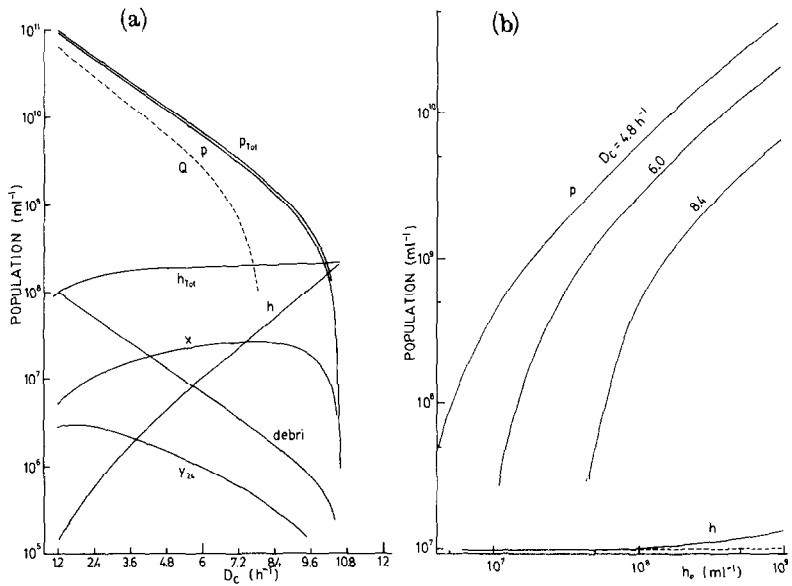 (a)
10¹¹
10¹⁰
10⁹
10⁸
10⁷
10⁶
10⁵
POPULATION (ml⁻¹)
p_Tot
p
Q
h_Tot
h
x
debri
y_24
1.2
2.4
3.6
4.8
6
7.2
8.4
9.6
10.8
12
D_C (h⁻¹)
(b)
10¹⁰
10⁹
10⁸
10⁷
POPULATION (ml⁻¹)
D_C = 4.8 h⁻¹
p
6.0
8.4
h
10⁷
10⁸
10⁹
h_o (ml⁻¹)